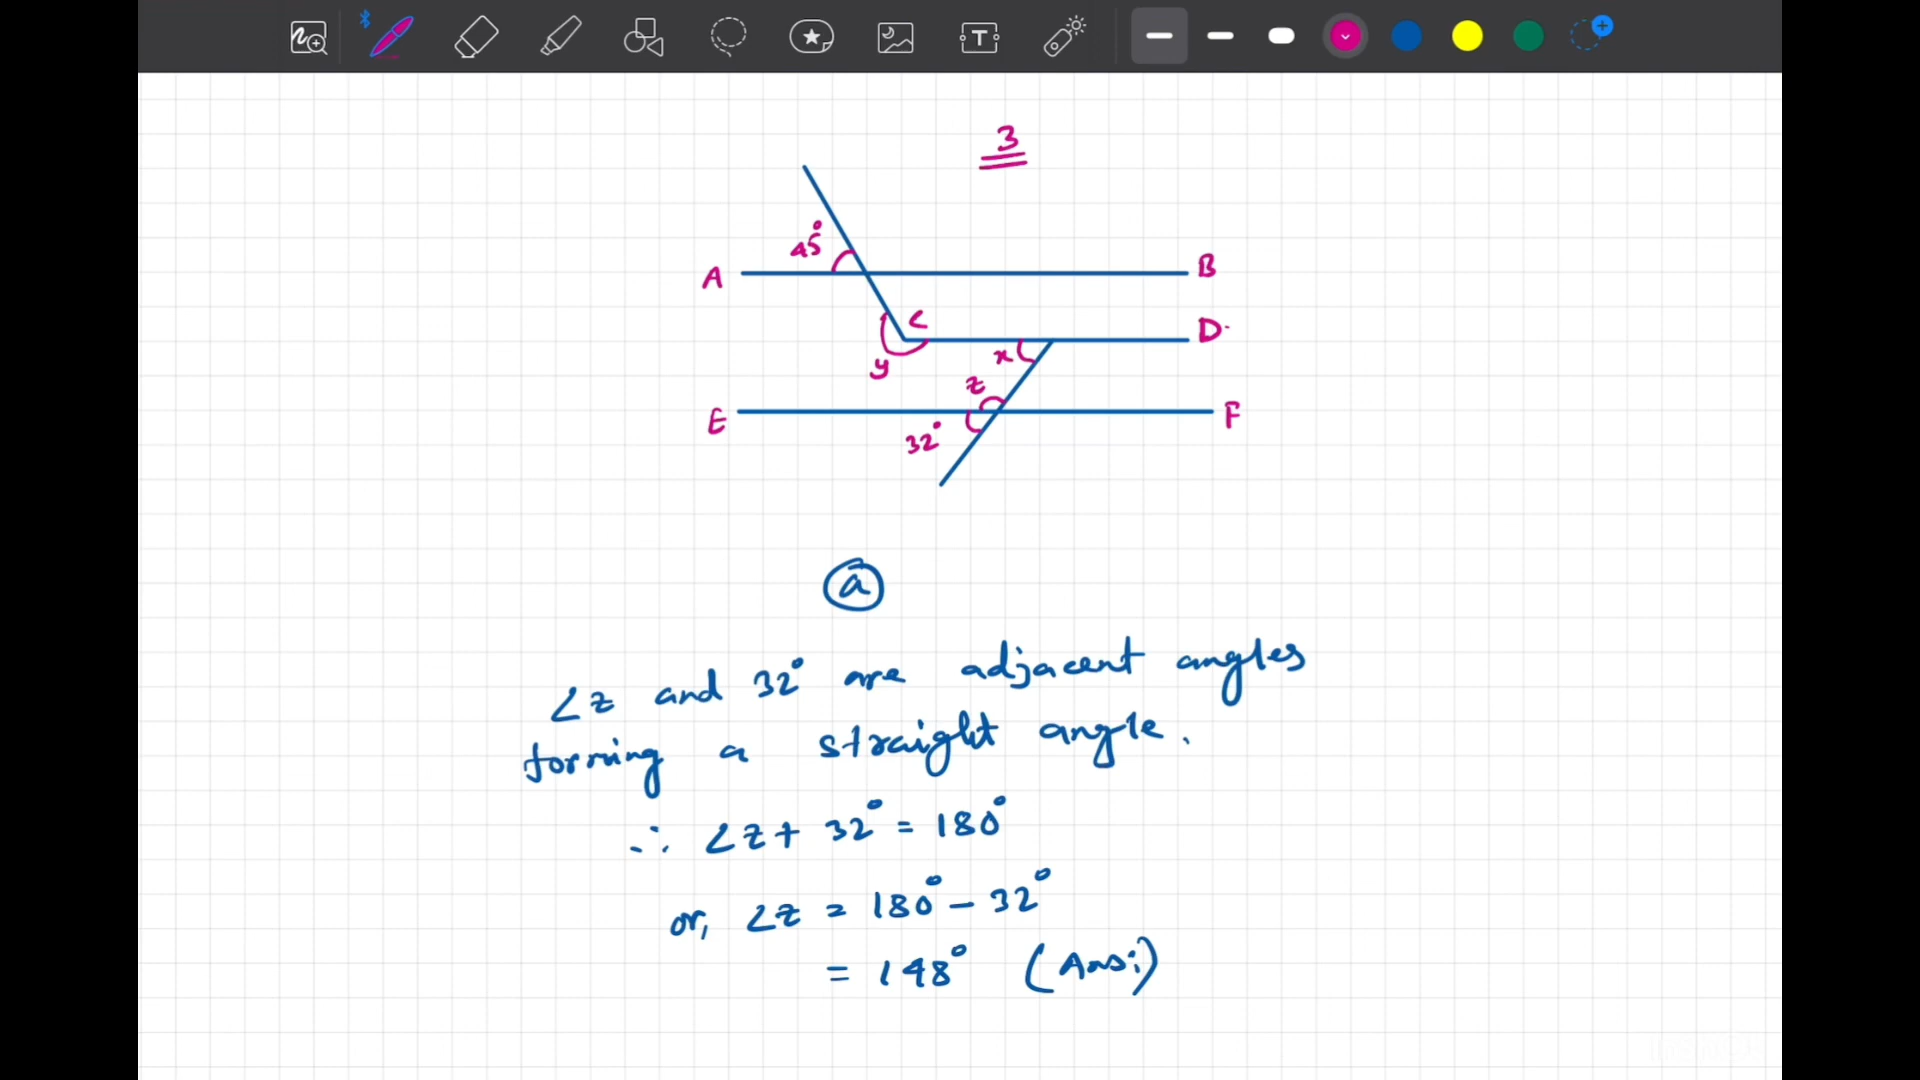 3
45°
A B
C D
y x
z
E F
32°
a
∠z and 32° are adjacent angles
forming a straight angle.
∴ ∠z + 32° = 180°
or, ∠z = 180° - 32°
= 148° (Ans:)